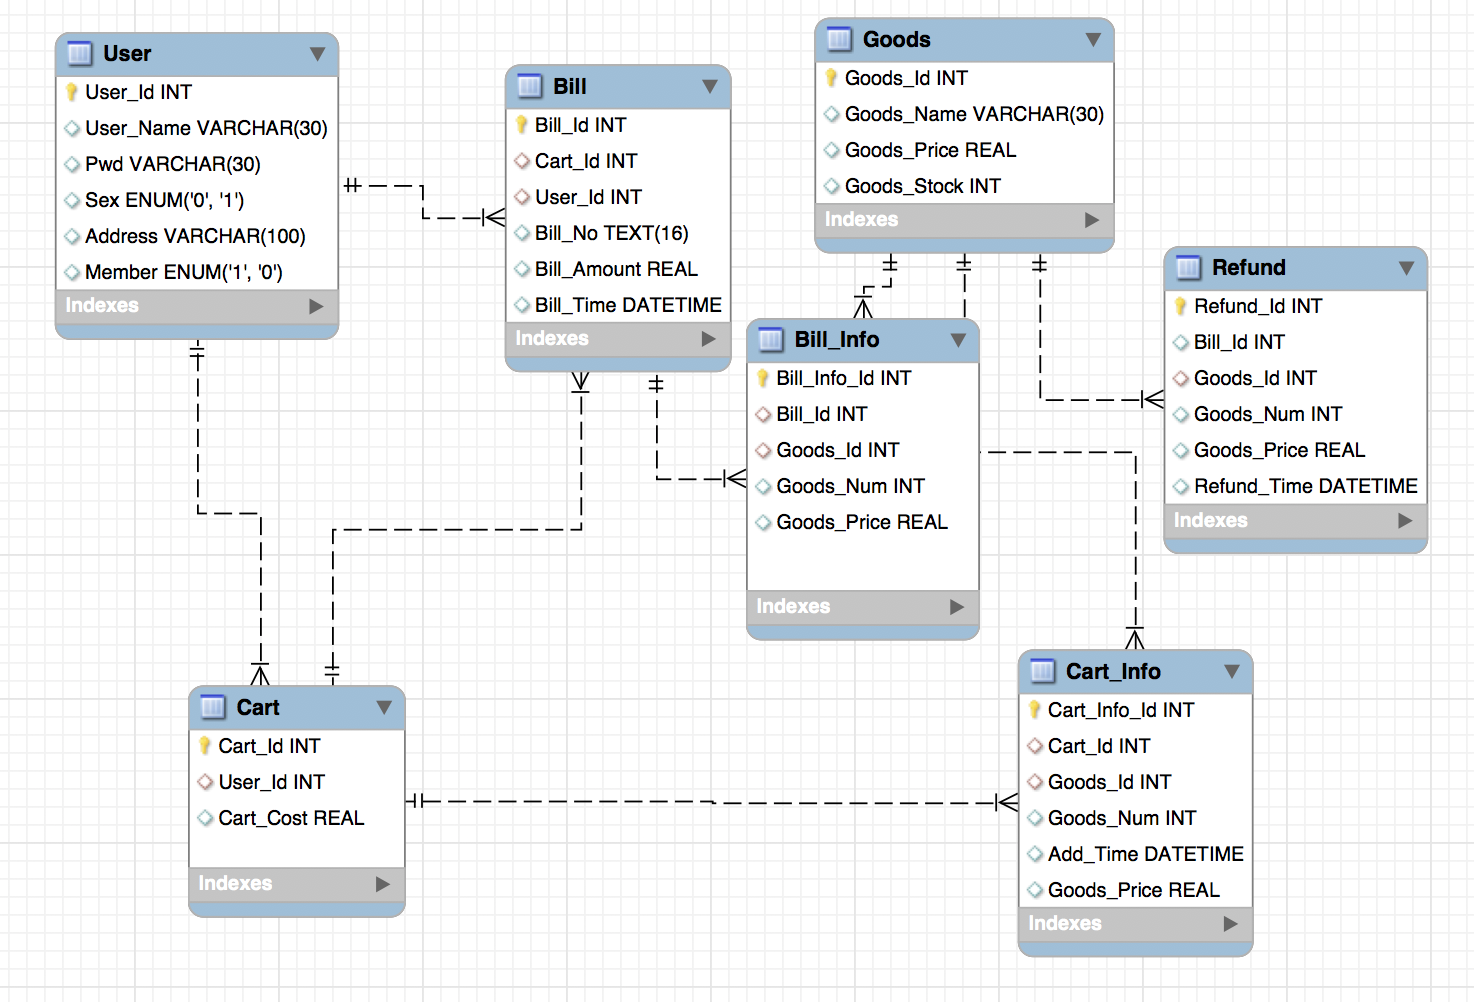 User
User_Id INT
User_Name VARCHAR(30)
Pwd VARCHAR(30)
Sex ENUM('0', '1')
Address VARCHAR(100)
Member ENUM('1', '0')
Indexes
Bill
Bill_Id INT
Cart_Id INT
User_Id INT
Bill_No TEXT(16)
Bill_Amount REAL
Bill_Time DATETIME
Indexes
Goods
Goods_Id INT
Goods_Name VARCHAR(30)
Goods_Price REAL
Goods_Stock INT
Indexes
Refund
Refund_Id INT
Bill_Id INT
Goods_Id INT
Goods_Num INT
Goods_Price REAL
Refund_Time DATETIME
Indexes
Bill_Info
Bill_Info_Id INT
Bill_Id INT
Goods_Id INT
Goods_Num INT
Goods_Price REAL
Indexes
Cart
Cart_Id INT
User_Id INT
Cart_Cost REAL
Indexes
Cart_Info
Cart_Info_Id INT
Cart_Id INT
Goods_Id INT
Goods_Num INT
Add_Time DATETIME
Goods_Price REAL
Indexes